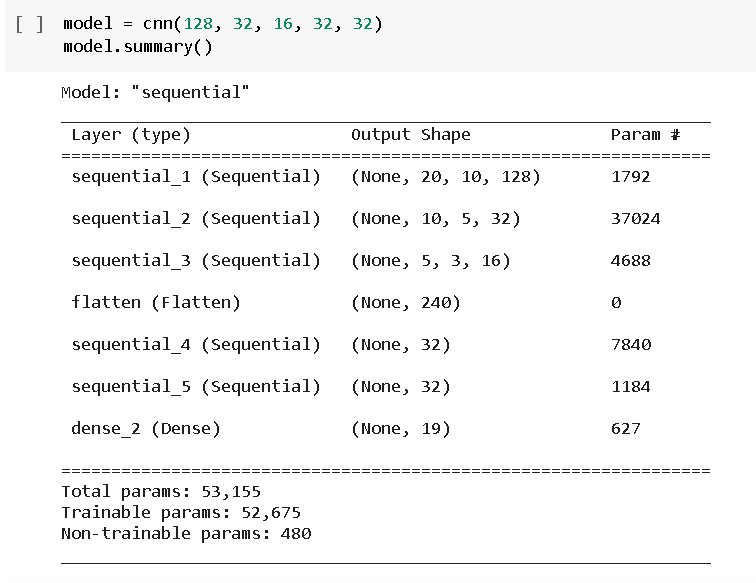 [ ] model = cnn(128, 32, 16, 32, 32)
model.summary()
Model: "sequential"
Layer (type) Output Shape Param #
=================================================================
sequential_1 (Sequential) (None, 20, 10, 128) 1792
sequential_2 (Sequential) (None, 10, 5, 32) 37024
sequential_3 (Sequential) (None, 5, 3, 16) 4688
flatten (Flatten) (None, 240) 0
sequential_4 (Sequential) (None, 32) 7840
sequential_5 (Sequential) (None, 32) 1184
dense_2 (Dense) (None, 19) 627
=================================================================
Total params: 53,155
Trainable params: 52,675
Non-trainable params: 480